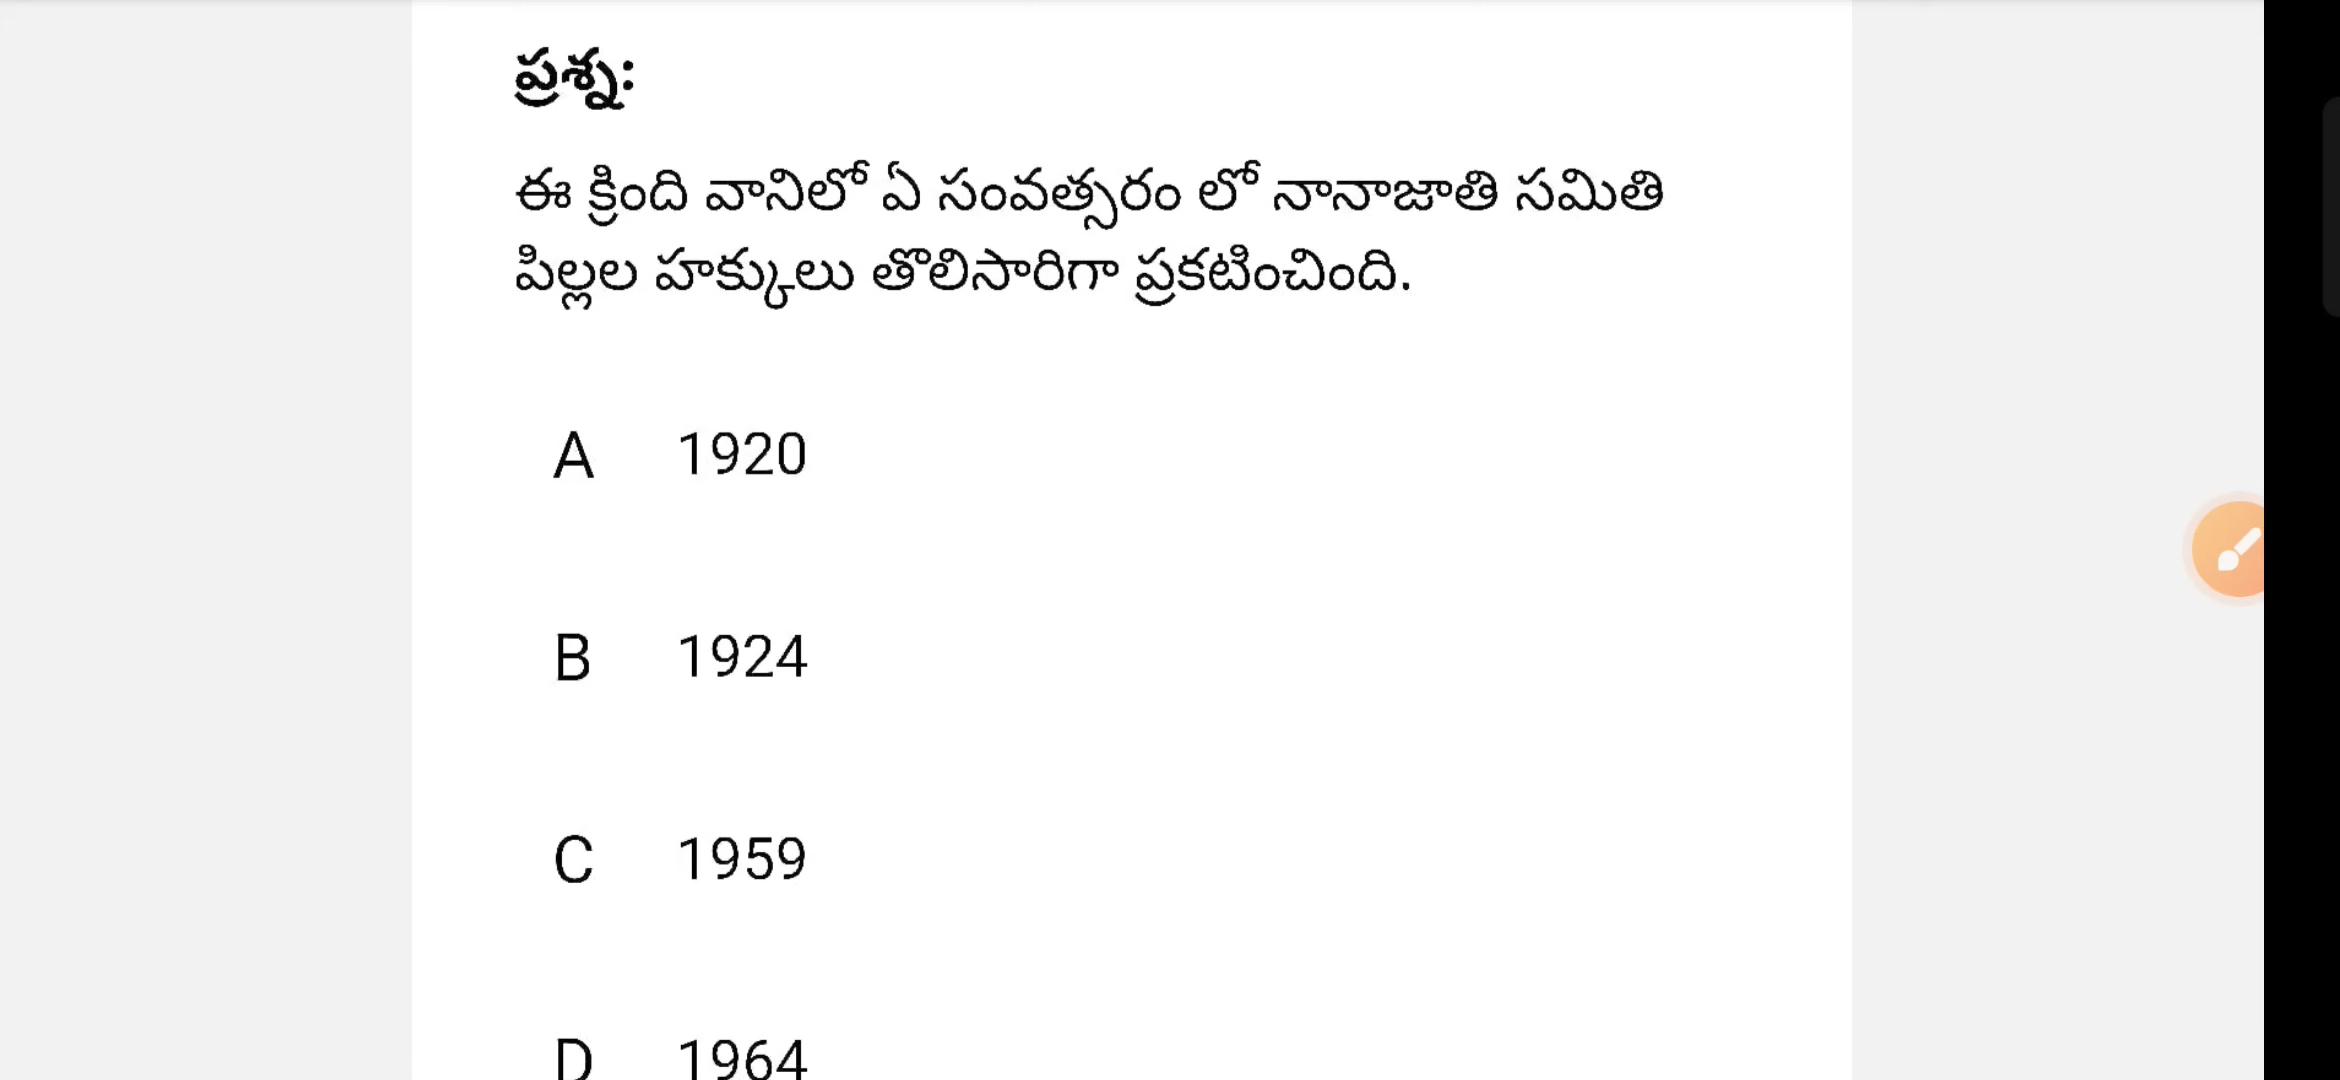 ప్రశ్న:
ఈ క్రింది వానిలో ఏ సంవత్సరం లో నానాజాతి సమితి
పిల్లల హక్కులు తొలిసారిగా ప్రకటించింది.
A 1920
B 1924
C 1959
D 1964